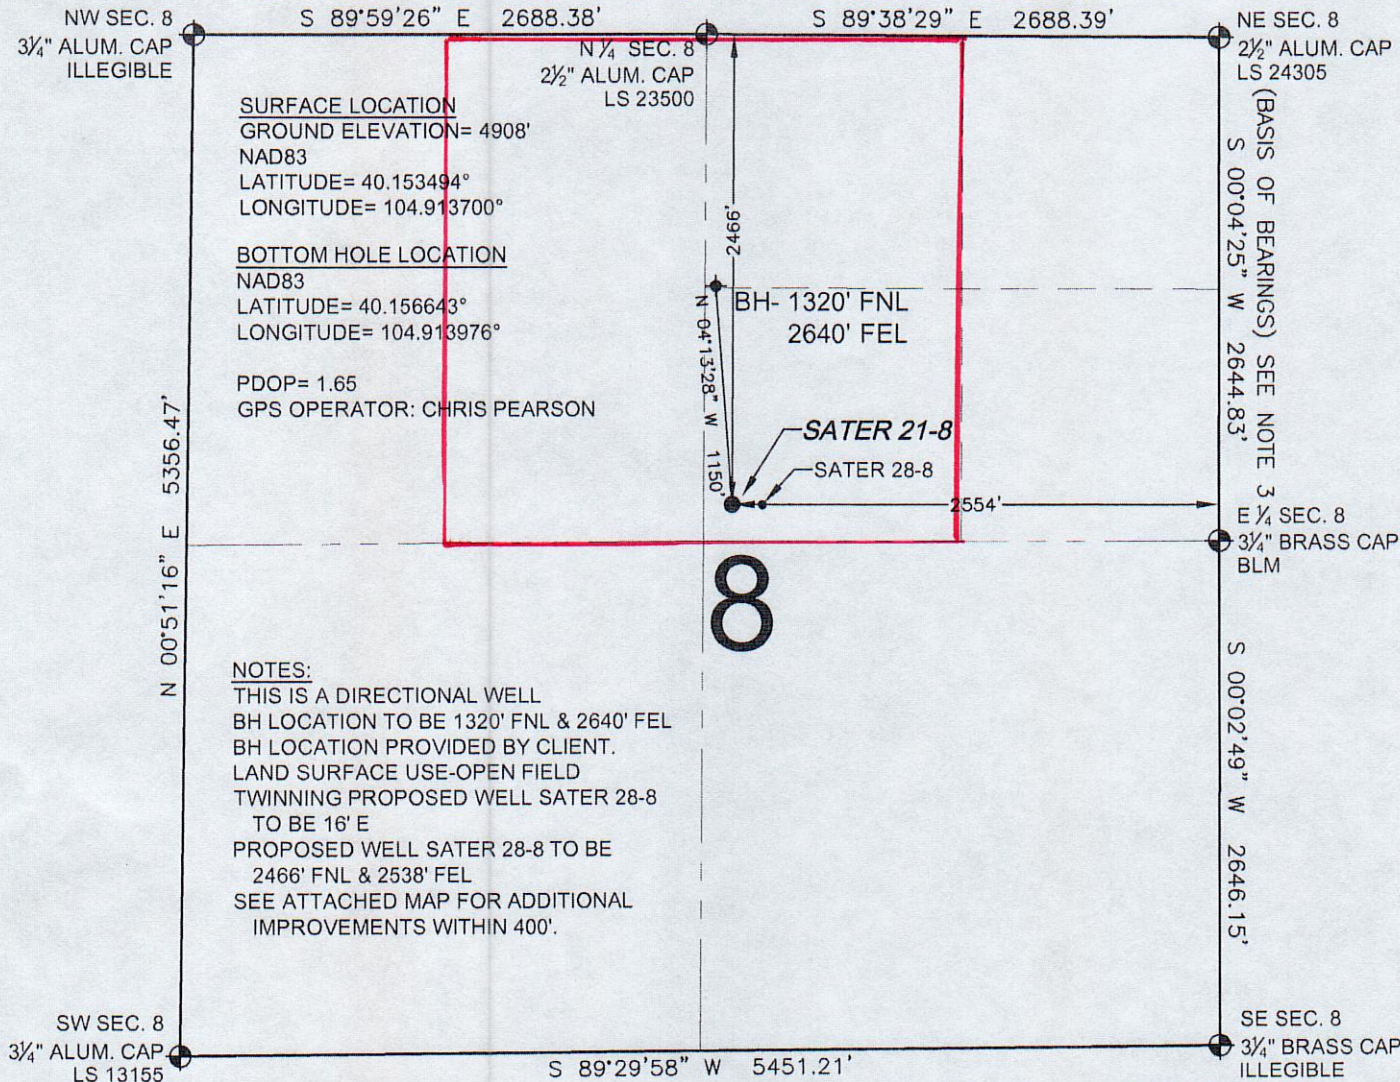 NW SEC. 8
3¼" ALUM. CAP
ILLEGIBLE
S 89°59'26" E 2688.38'
N ¼ SEC. 8
2½" ALUM. CAP
LS 23500
S 89°38'29" E 2688.39'
NE SEC. 8
2½" ALUM. CAP
LS 24305
(BASIS OF BEARINGS) SEE NOTE 3
S 00°04'25" W 2644.83'
SURFACE LOCATION
GROUND ELEVATION= 4908'
NAD83
LATITUDE= 40.153494°
LONGITUDE= 104.913700°
BOTTOM HOLE LOCATION
NAD83
LATITUDE= 40.156643°
LONGITUDE= 104.913976°
PDOP= 1.65
GPS OPERATOR: CHRIS PEARSON
2466'
BH- 1320' FNL
2640' FEL
N 04°13'28" W 1150'
SATER 21-8
SATER 28-8
2554'
E ¼ SEC. 8
3¼" BRASS CAP
BLM
N 00°51'16" E 5356.47'
8
NOTES:
THIS IS A DIRECTIONAL WELL
BH LOCATION TO BE 1320' FNL & 2640' FEL
BH LOCATION PROVIDED BY CLIENT.
LAND SURFACE USE-OPEN FIELD
TWINNING PROPOSED WELL SATER 28-8
TO BE 16' E
PROPOSED WELL SATER 28-8 TO BE
2466' FNL & 2538' FEL
SEE ATTACHED MAP FOR ADDITIONAL
IMPROVEMENTS WITHIN 400'.
S 00°02'49" W 2646.15'
SW SEC. 8
3¼" ALUM. CAP
LS 13155
S 89°29'58" W 5451.21'
SE SEC. 8
3¼" BRASS CAP
ILLEGIBLE